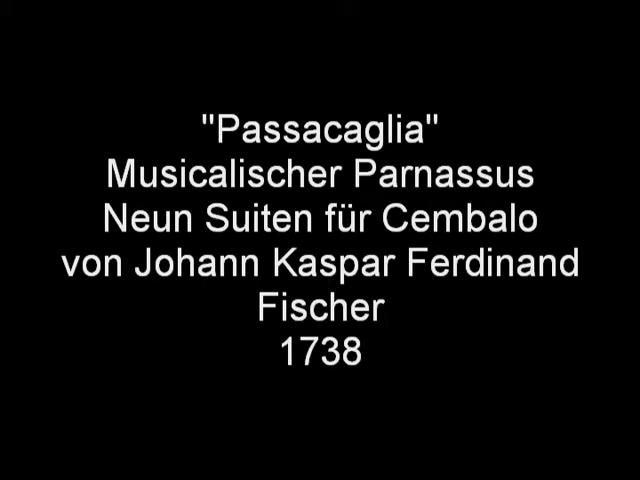 "Passacaglia"
Musicalischer Parnassus
Neun Suiten für Cembalo
von Johann Kaspar Ferdinand
Fischer
1738